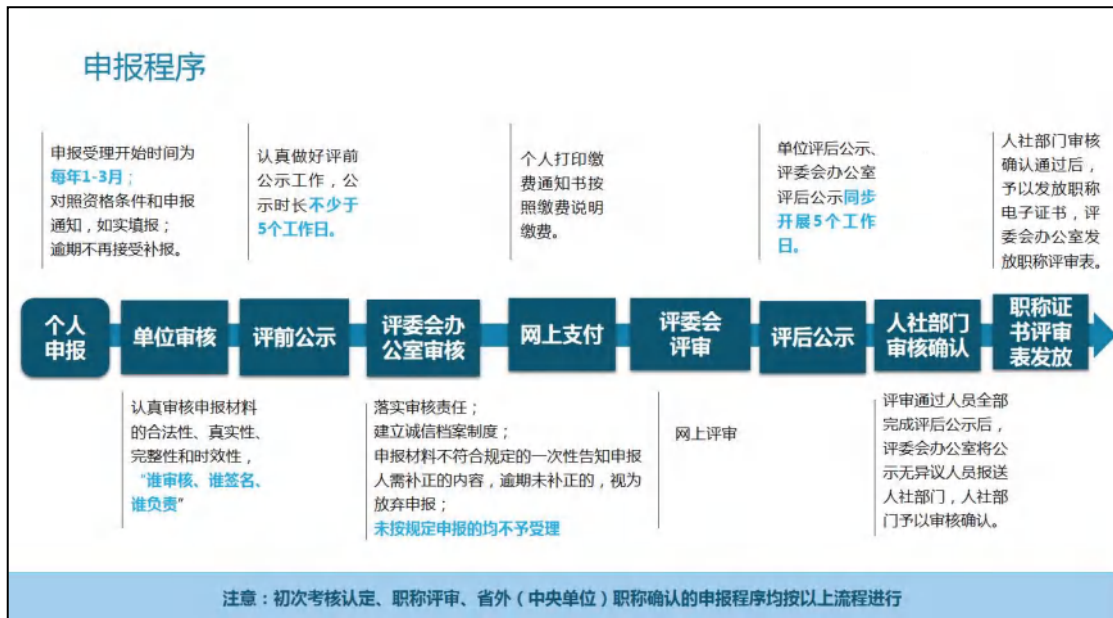 申报程序
申报受理开始时间为
每年1-3月；
对照资格条件和申报
通知，如实填报；
逾期不再接受补报。
认真做好评前
公示工作，公
示时长不少于
5个工作日。
个人打印缴
费通知书按
照缴费说明
缴费。
单位评后公示、
评委会办公室
评后公示同步
开展5个工作
日。
人社部门审核
确认通过后，
予以发放职称
电子证书，评
委会办公室发
放职称评审表。
个人
申报
单位审核
评前公示
评委会办
公室审核
网上支付
评委会
评审
评后公示
人社部门
审核确认
职称证
书评审
表发放
认真审核申报材料
的合法性、真实性、
完整性和时效性，
“谁审核、谁签名、
谁负责”
落实审核责任；
建立诚信档案制度；
申报材料不符合规定的一次性告知申报
人需补正的内容，逾期未补正的，视为
放弃申报；
未按规定申报的均不予受理
网上评审
评审通过人员全部
完成评后公示后，
评委会办公室将公
示无异议人员报送
人社部门，人社部
门予以审核确认。
注意：初次考核认定、职称评审、省外（中央单位）职称确认的申报程序均按以上流程进行